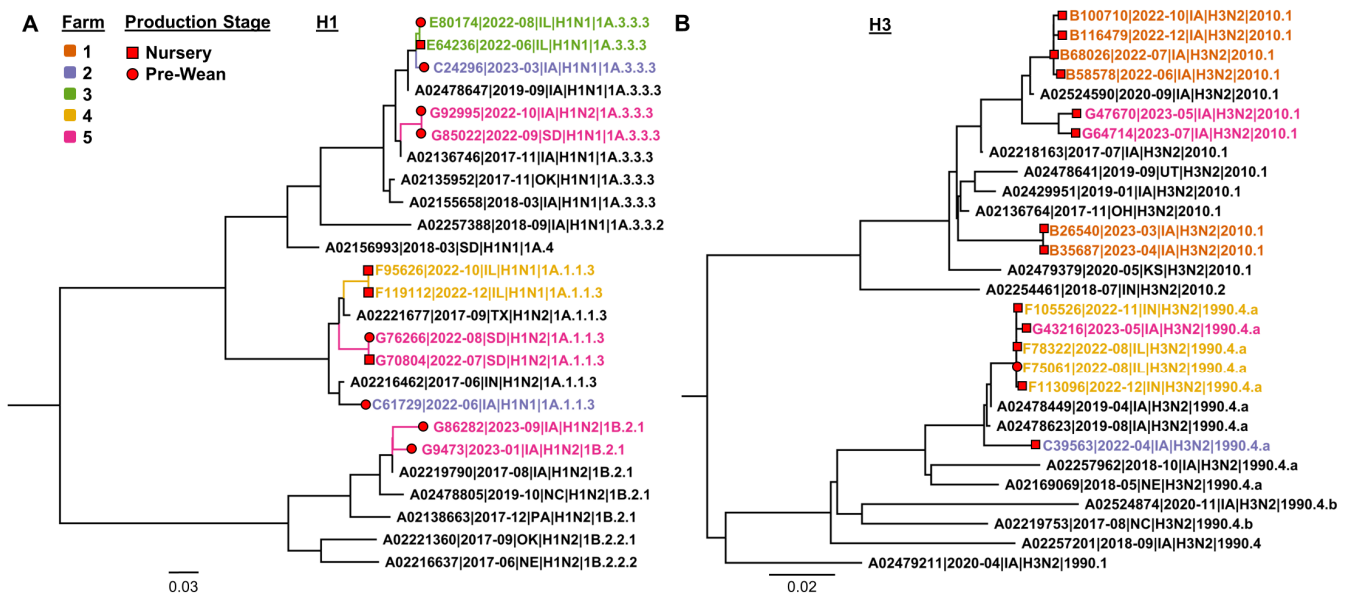 A
Farm
1
2
3
4
5
Production Stage
Nursery
Pre-Wean
H1
E80174|2022-08|IL|H1N1|1A.3.3.3
E64236|2022-06|IL|H1N1|1A.3.3.3
C24296|2023-03|IA|H1N1|1A.3.3.3
A02478647|2019-09|IA|H1N1|1A.3.3.3
G92995|2022-10|IA|H1N2|1A.3.3.3
G85022|2022-09|SD|H1N1|1A.3.3.3
A02136746|2017-11|IA|H1N1|1A.3.3.3
A02135952|2017-11|OK|H1N1|1A.3.3.3
A02155658|2018-03|IA|H1N1|1A.3.3.3
A02257388|2018-09|IA|H1N1|1A.3.3.2
A02156993|2018-03|SD|H1N1|1A.4
F95626|2022-10|IL|H1N1|1A.1.1.3
F119112|2022-12|IL|H1N1|1A.1.1.3
A02221677|2017-09|TX|H1N2|1A.1.1.3
G76266|2022-08|SD|H1N2|1A.1.1.3
G70804|2022-07|SD|H1N2|1A.1.1.3
A02216462|2017-06|IN|H1N2|1A.1.1.3
C61729|2022-06|IA|H1N1|1A.1.1.3
G86282|2023-09|IA|H1N2|1B.2.1
G9473|2023-01|IA|H1N2|1B.2.1
A02219790|2017-08|IA|H1N2|1B.2.1
A02478805|2019-10|NC|H1N2|1B.2.1
A02138663|2017-12|PA|H1N2|1B.2.1
A02221360|2017-09|OK|H1N2|1B.2.2.1
A02216637|2017-06|NE|H1N2|1B.2.2.2
0.03
B
H3
B100710|2022-10|IA|H3N2|2010.1
B116479|2022-12|IA|H3N2|2010.1
B68026|2022-07|IA|H3N2|2010.1
B58578|2022-06|IA|H3N2|2010.1
A02524590|2020-09|IA|H3N2|2010.1
G47670|2023-05|IA|H3N2|2010.1
G64714|2023-07|IA|H3N2|2010.1
A02218163|2017-07|IA|H3N2|2010.1
A02478641|2019-09|UT|H3N2|2010.1
A02429951|2019-01|IA|H3N2|2010.1
A02136764|2017-11|OH|H3N2|2010.1
B26540|2023-03|IA|H3N2|2010.1
B35687|2023-04|IA|H3N2|2010.1
A02479379|2020-05|KS|H3N2|2010.1
A02254461|2018-07|IN|H3N2|2010.2
F105526|2022-11|IN|H3N2|1990.4.a
G43216|2023-05|IA|H3N2|1990.4.a
F78322|2022-08|IL|H3N2|1990.4.a
F75061|2022-08|IL|H3N2|1990.4.a
F113096|2022-12|IN|H3N2|1990.4.a
A02478449|2019-04|IA|H3N2|1990.4.a
A02478623|2019-08|IA|H3N2|1990.4.a
C39563|2022-04|IA|H3N2|1990.4.a
A02257962|2018-10|IA|H3N2|1990.4.a
A02169069|2018-05|NE|H3N2|1990.4.a
A02524874|2020-11|IA|H3N2|1990.4.b
A02219753|2017-08|NC|H3N2|1990.4.b
A02257201|2018-09|IA|H3N2|1990.4
A02479211|2020-04|IA|H3N2|1990.1
0.02